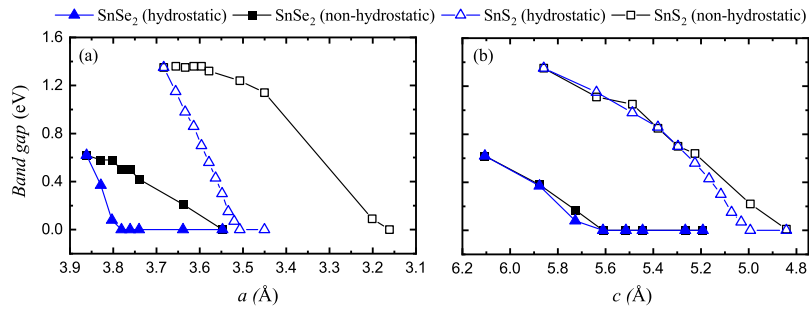 SnSe2 (hydrostatic) SnSe2 (non-hydrostatic) SnS2 (hydrostatic) SnS2 (non-hydrostatic)
(a)
(b)
Band gap (eV)
1.6
1.2
0.8
0.4
0.0
3.9 3.8 3.7 3.6 3.5 3.4 3.3 3.2 3.1
6.2 6.0 5.8 5.6 5.4 5.2 5.0 4.8
a (Å)
c (Å)